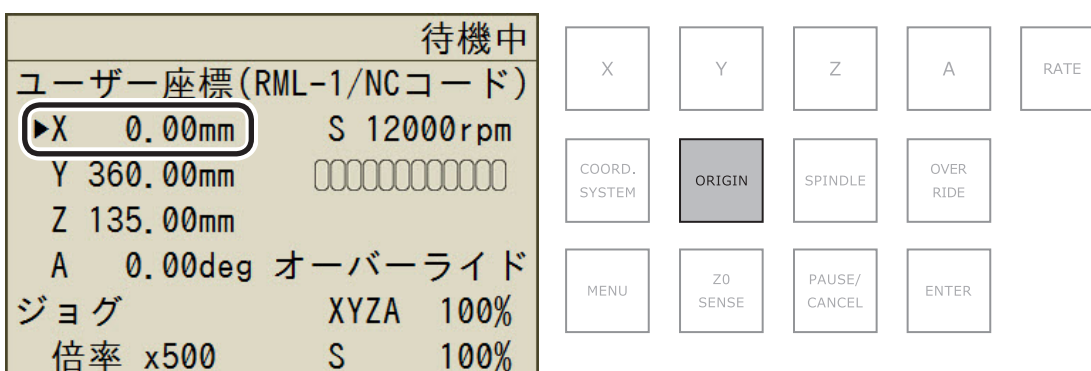 待機中
ユーザー座標(RML-1/NCコード)
▶X 0.00mm S 12000rpm
Y 360.00mm
Z 135.00mm
A 0.00deg オーバーライド
ジョグ XYZA 100%
倍率 x500 S 100%
X Y Z A RATE
COORD. SYSTEM ORIGIN SPINDLE OVER RIDE
MENU Z0 SENSE PAUSE/ CANCEL ENTER